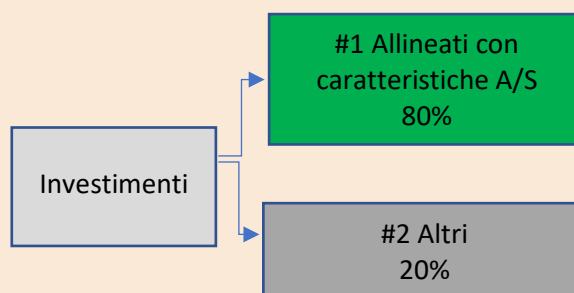 #1 Allineati con
caratteristiche A/S
80%
Investimenti
#2 Altri
20%